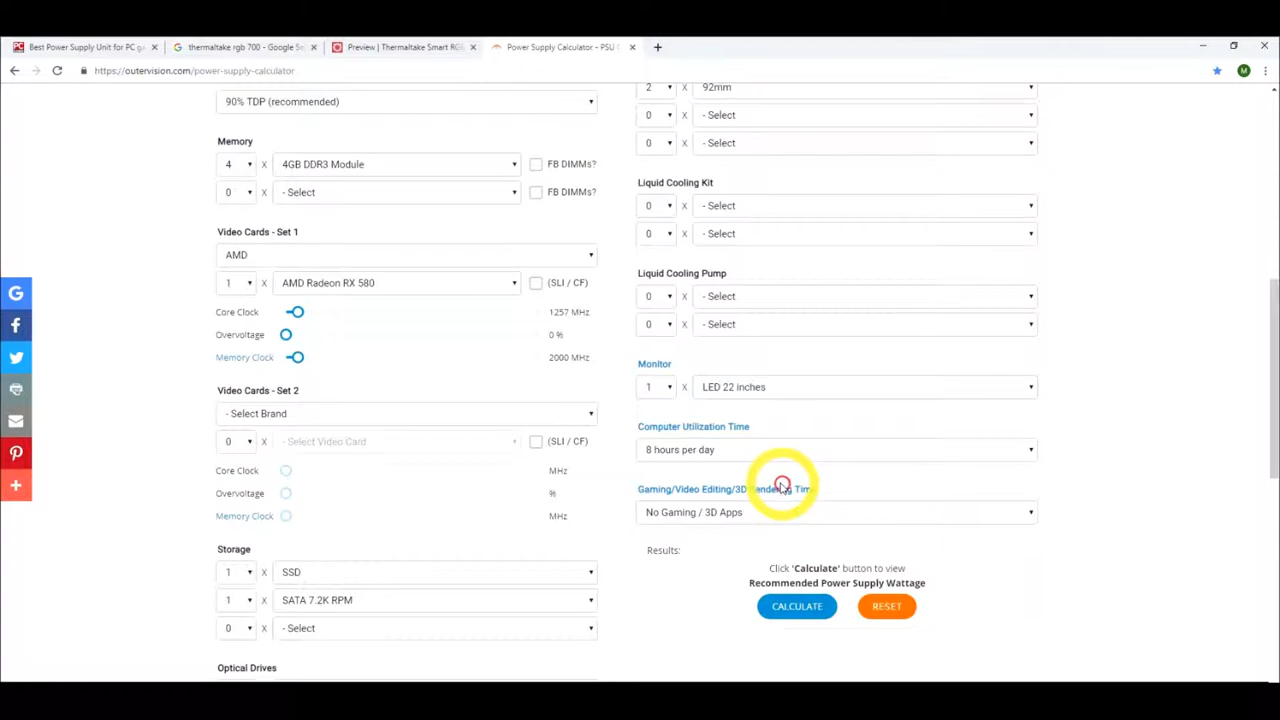 Best Power Supply Unit for PC ga
thermaltake rgb 700 - Google Se
Preview | Thermaltake Smart RGB
Power Supply Calculator - PSU C
https://outervision.com/power-supply-calculator
M
90% TDP (recommended)
Memory
4 X 4GB DDR3 Module FB DIMMs?
0 X - Select FB DIMMs?
Video Cards - Set 1
AMD
1 X AMD Radeon RX 580 (SLI / CF)
Core Clock 1257 MHz
Overvoltage 0 %
Memory Clock 2000 MHz
Video Cards - Set 2
- Select Brand
0 X - Select Video Card (SLI / CF)
Core Clock MHz
Overvoltage %
Memory Clock MHz
Storage
1 X SSD
1 X SATA 7.2K RPM
0 X - Select
Optical Drives
2 X 92mm
0 X - Select
0 X - Select
Liquid Cooling Kit
0 X - Select
0 X - Select
Liquid Cooling Pump
0 X - Select
0 X - Select
Monitor
1 X LED 22 inches
Computer Utilization Time
8 hours per day
Gaming/Video Editing/3D Rendering Time
No Gaming / 3D Apps
Results:
Click 'Calculate' button to view
Recommended Power Supply Wattage
CALCULATE RESET